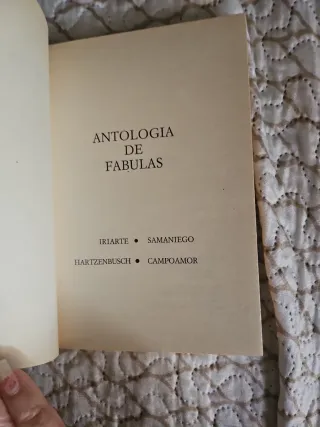 ANTOLOGIA
DE
FABULAS
IRIARTE • SAMANIEGO
HARTZENBUSCH • CAMPOAMOR